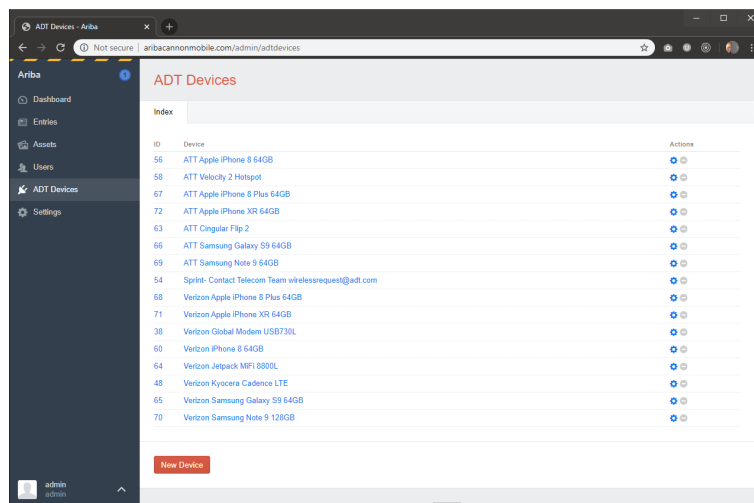 ADT Devices - Ariba
Not secure | aribacannonmobile.com/admin/adtdevices
Ariba 1
Dashboard
Entries
Assets
Users
ADT Devices
Settings
admin
admin
ADT Devices
Index
ID Device Actions
56 ATT Apple iPhone 8 64GB
58 ATT Velocity 2 Hotspot
67 ATT Apple iPhone 8 Plus 64GB
72 ATT Apple iPhone XR 64GB
63 ATT Cingular Flip 2
66 ATT Samsung Galaxy S9 64GB
69 ATT Samsung Note 9 64GB
54 Sprint- Contact Telecom Team wirelessrequest@adt.com
68 Verizon Apple iPhone 8 Plus 64GB
71 Verizon Apple iPhone XR 64GB
38 Verizon Global Modem USB730L
60 Verizon iPhone 8 64GB
64 Verizon Jetpack MiFi 8800L
48 Verizon Kyocera Cadence LTE
65 Verizon Samsung Galaxy S9 64GB
70 Verizon Samsung Note 9 128GB
New Device